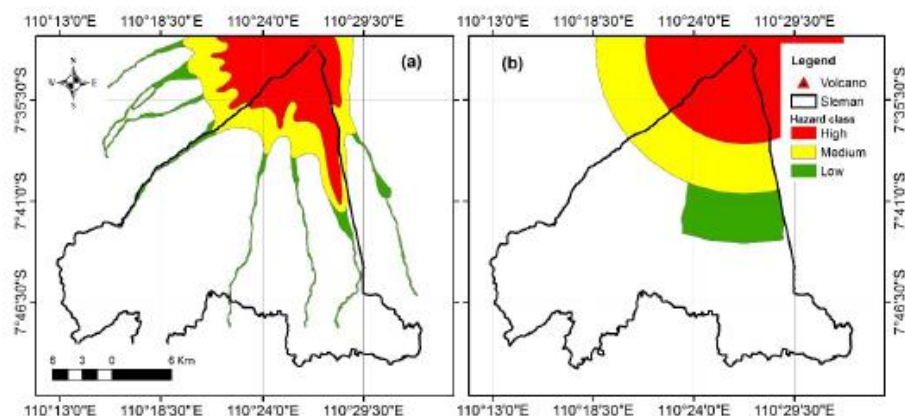 110°13'0"E 110°18'30"E 110°24'0"E 110°29'30"E 110°13'0"E 110°18'30"E 110°24'0"E 110°29'30"E
(a)
(b)
N
W E
S
Legend
Volcano
Sleman
Hazard class
High
Medium
Low
7°35'30"S 7°35'30"S
7°41'0"S 7°41'0"S
7°46'30"S 7°46'30"S
6 3 0 6 Km
110°13'0"E 110°18'30"E 110°24'0"E 110°29'30"E 110°13'0"E 110°18'30"E 110°24'0"E 110°29'30"E